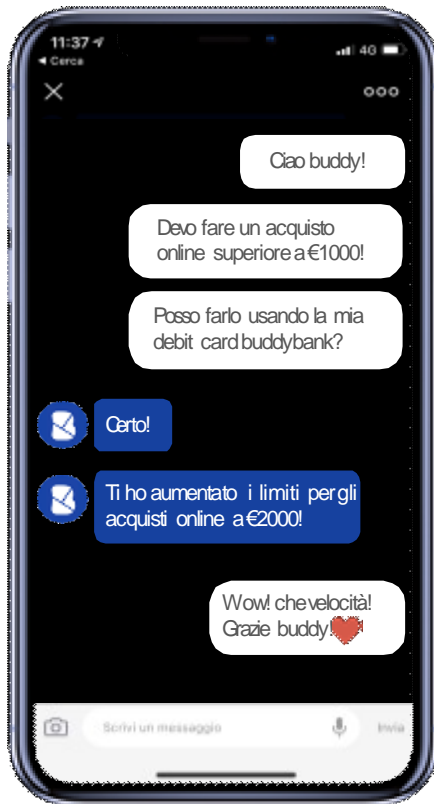 11:37
4G
◀ Cerca
Ciao buddy!
Devo fare un acquisto
online superiore a €1000!
Posso farlo usando la mia
debit card buddybank?
Certo!
Ti ho aumentato i limiti per gli
acquisti online a €2000!
Wow! che velocità!
Grazie buddy!
Scrivi un messaggio
Invia